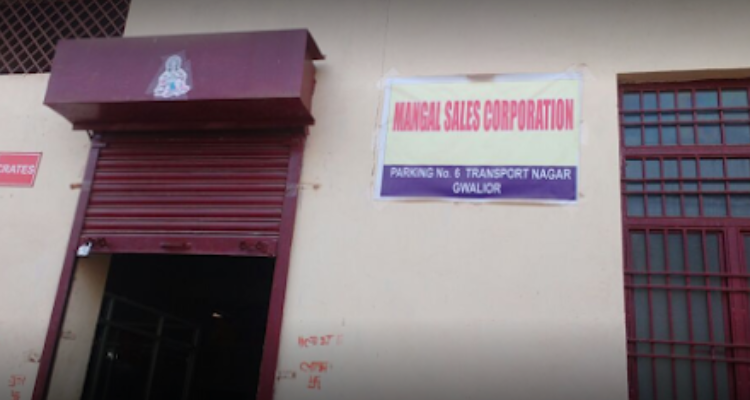 CRATES
MANGAL SALES CORPORATION
PARKING No. 6 TRANSPORT NAGAR
GWALIOR